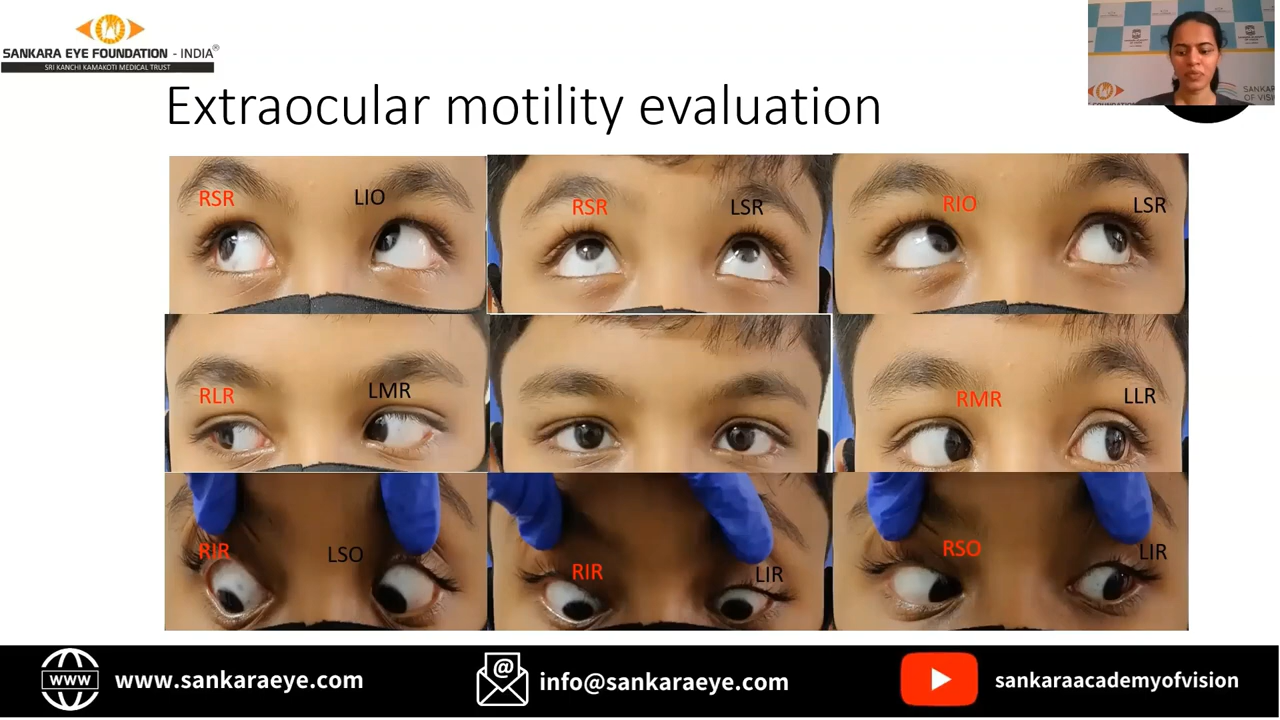 SANKARA EYE FOUNDATION - INDIA®
SRI KANCHI KAMAKOTI MEDICAL TRUST
Extraocular motility evaluation
RSR LIO RSR LSR RIO LSR
RLR LMR RMR LLR
RIR LSO RIR LIR RSO LIR
www www.sankaraeye.com
@ info@sankaraeye.com
sankaraacademyofvision